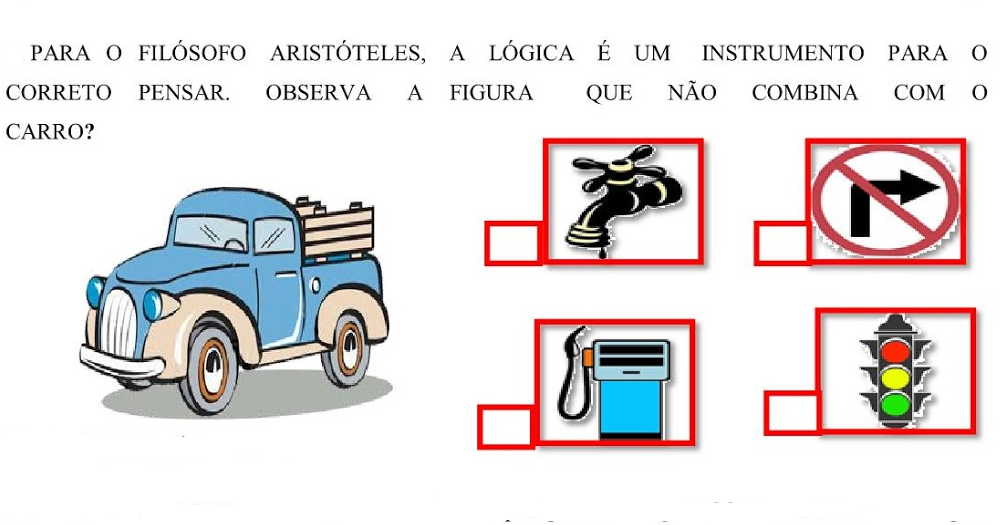 PARA O FILÓSOFO ARISTÓTELES, A LÓGICA É UM INSTRUMENTO PARA O
CORRETO PENSAR. OBSERVA A FIGURA QUE NÃO COMBINA COM O
CARRO?